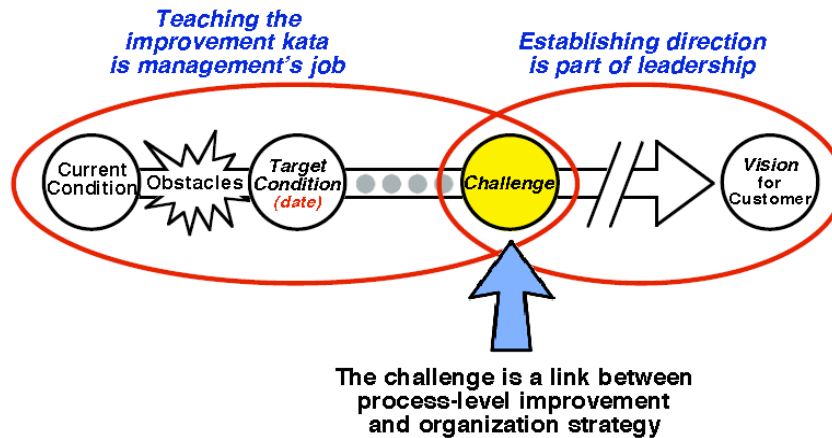 Teaching the
improvement kata
is management's job
Establishing direction
is part of leadership
Current
Condition
Obstacles
Target
Condition
(date)
Challenge
Vision
for
Customer
The challenge is a link between
process-level improvement
and organization strategy